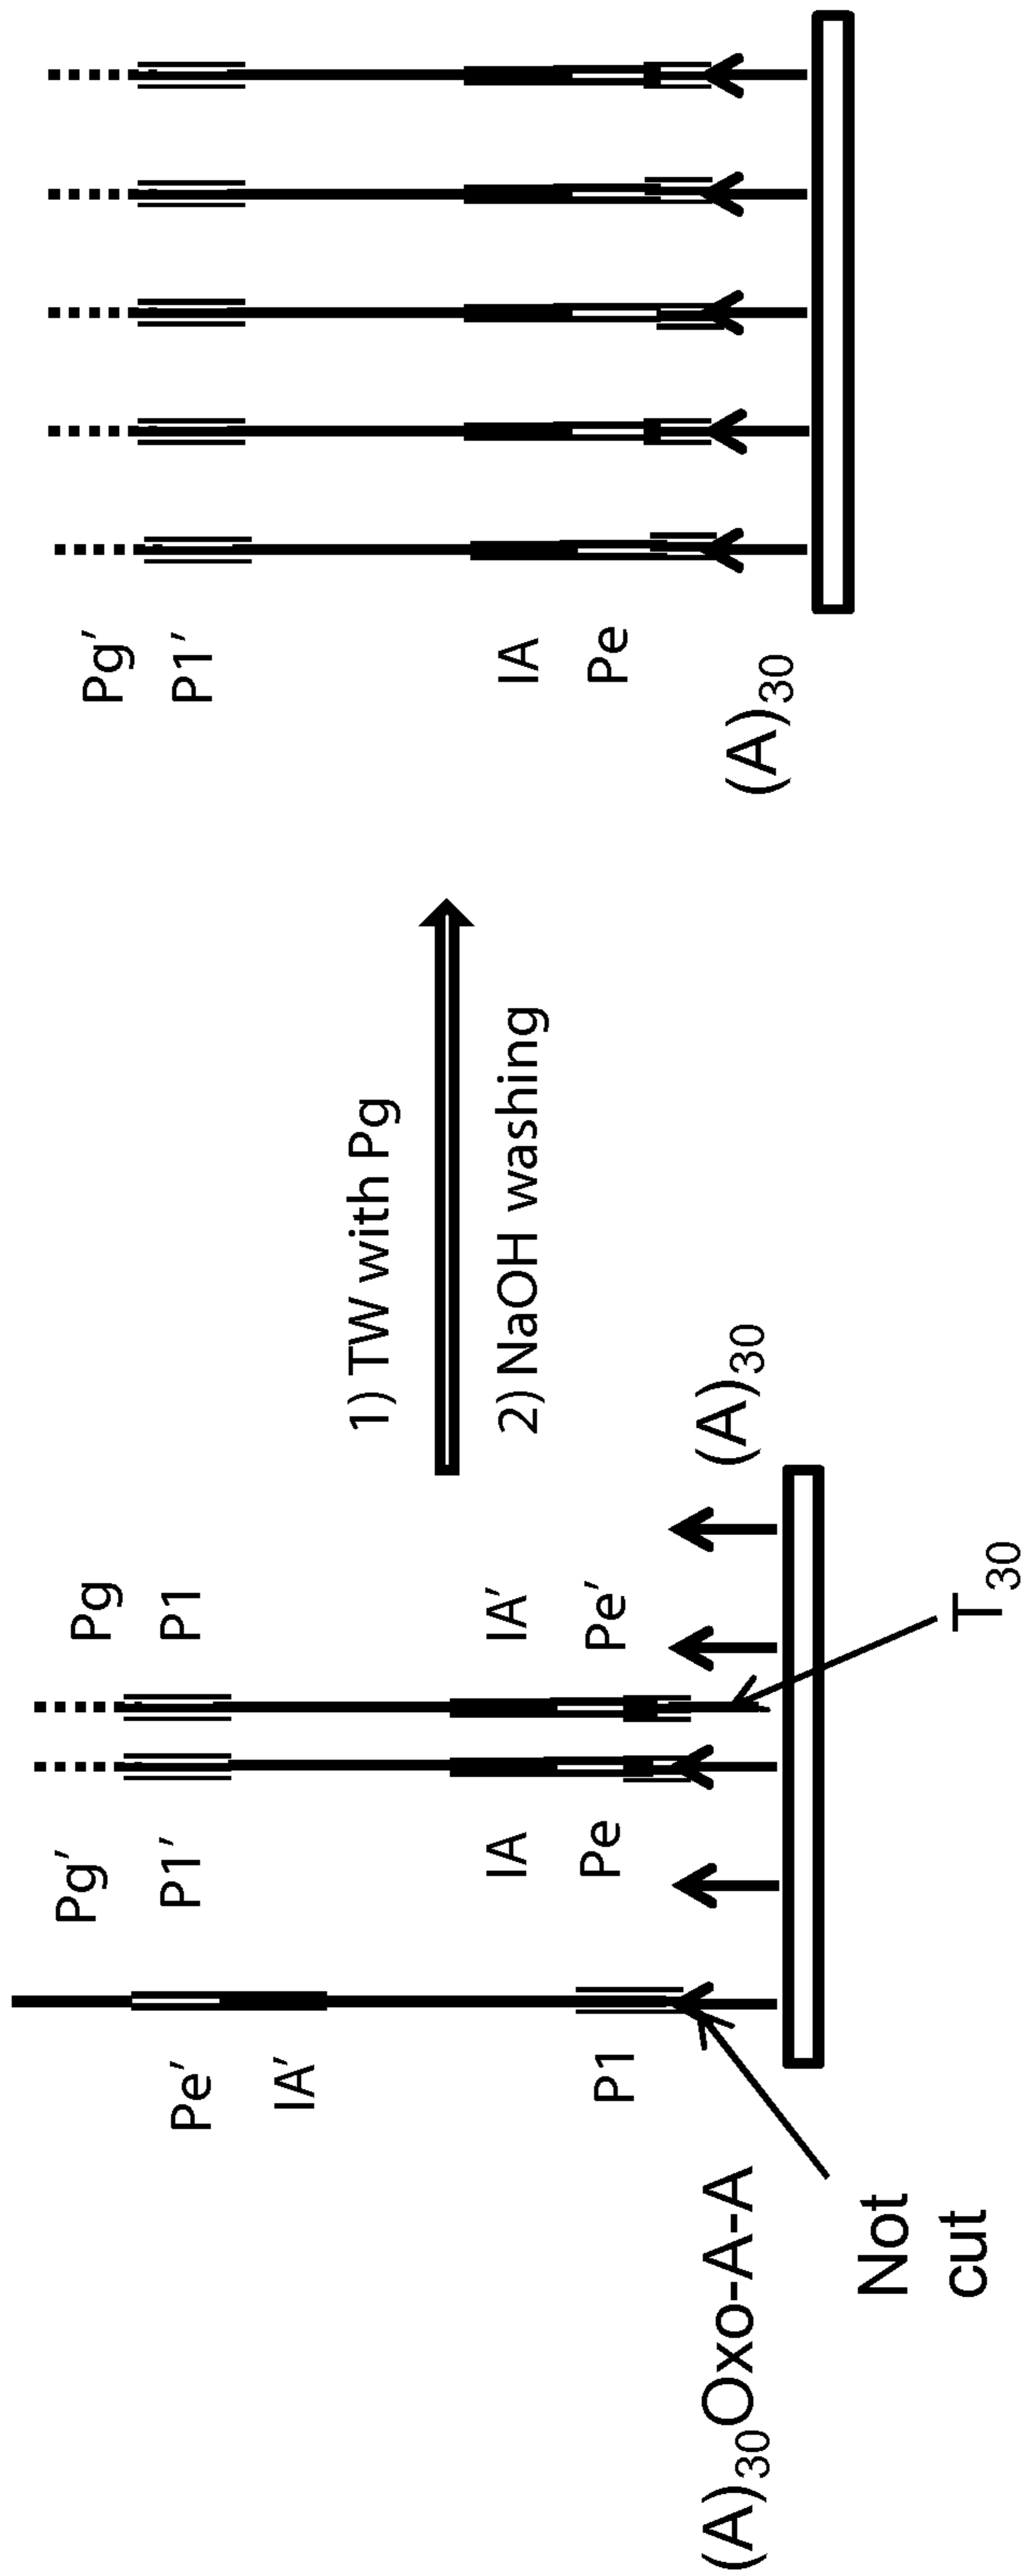 Pe′
IA′
P1
(A)30Oxo-A-A
Not
cut
Pg′
P1′
IA
Pe
Pg
P1
IA′
Pe′
T30
(A)30
1) TW with Pg
2) NaOH washing
Pg′
P1′
IA
Pe
(A)30